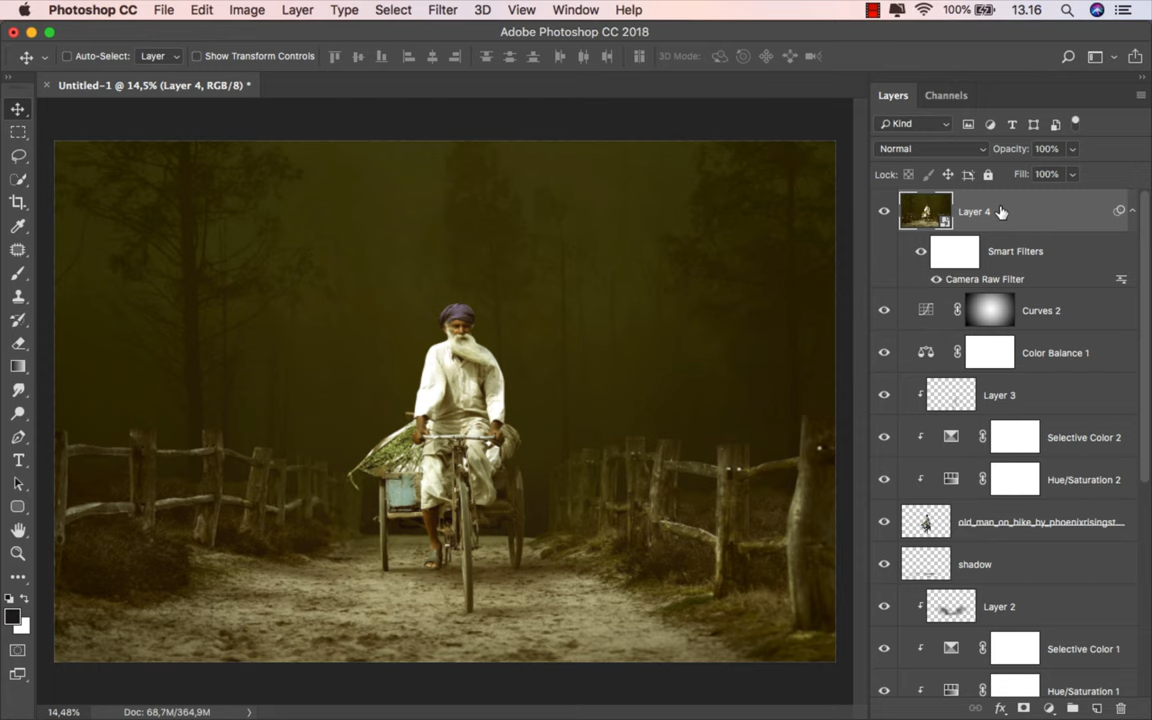 Photoshop CC File Edit Image Layer Type Select Filter 3D View Window Help 100% 13.16
Adobe Photoshop CC 2018
Auto-Select: Layer Show Transform Controls 3D Mode:
Untitled-1 @ 14,5% (Layer 4, RGB/8) *
Layers Channels
Kind
Normal Opacity: 100%
Lock: Fill: 100%
Layer 4
Smart Filters
Camera Raw Filter
Curves 2
Color Balance 1
Layer 3
Selective Color 2
Hue/Saturation 2
old_man_on_bike_by_phoenixrisingst...
shadow
Layer 2
Selective Color 1
Hue/Saturation 1
14,48% Doc: 68,7M/364,9M
fx